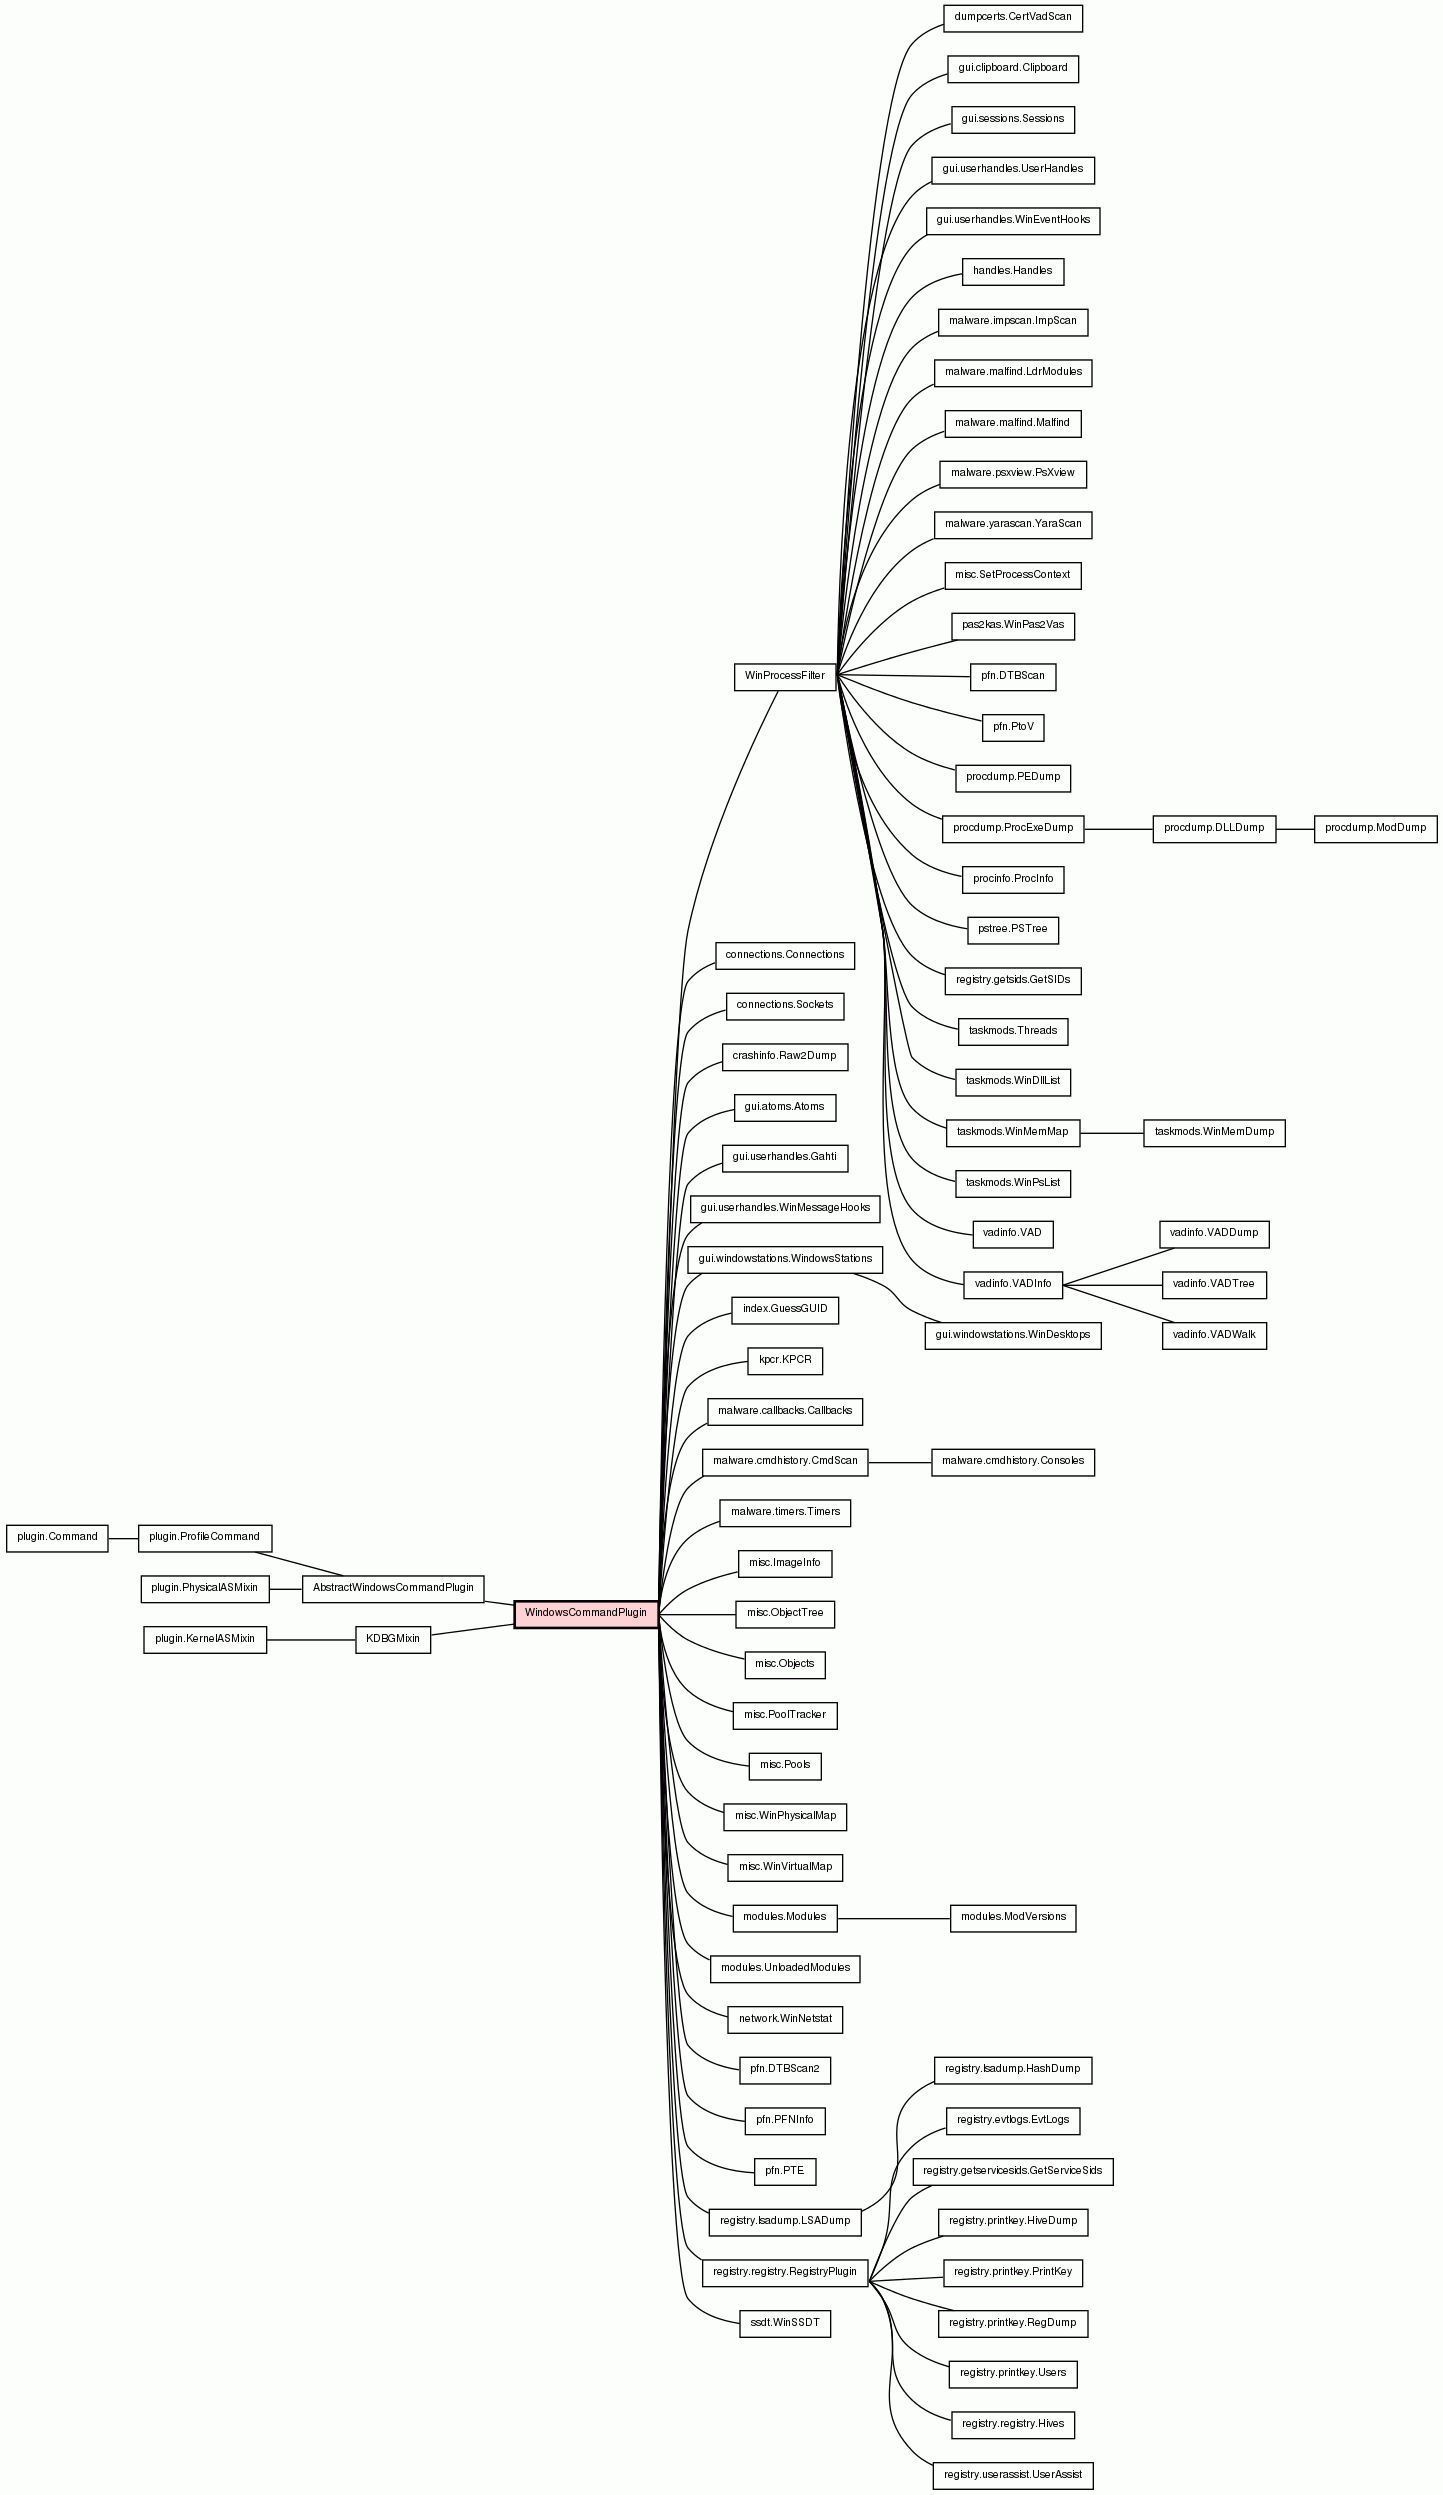 dumpcerts.CertVadScan
gui.clipboard.Clipboard
gui.sessions.Sessions
gui.userhandles.UserHandles
gui.userhandles.WinEventHooks
handles.Handles
malware.impscan.ImpScan
malware.malfind.LdrModules
malware.malfind.Malfind
malware.psxview.PsXview
malware.yarascan.YaraScan
misc.SetProcessContext
pas2kas.WinPas2Vas
WinProcessFilter
pfn.DTBScan
pfn.PtoV
procdump.PEDump
procdump.ProcExeDump
procdump.DLLDump
procdump.ModDump
procinfo.ProcInfo
pstree.PSTree
connections.Connections
registry.getsids.GetSIDs
connections.Sockets
taskmods.Threads
crashinfo.Raw2Dump
taskmods.WinDllList
gui.atoms.Atoms
taskmods.WinMemMap
taskmods.WinMemDump
gui.userhandles.Gahti
taskmods.WinPsList
gui.userhandles.WinMessageHooks
vadinfo.VAD
vadinfo.VADDump
gui.windowstations.WindowsStations
vadinfo.VADInfo
vadinfo.VADTree
index.GuessGUID
gui.windowstations.WinDesktops
vadinfo.VADWalk
kpcr.KPCR
malware.callbacks.Callbacks
malware.cmdhistory.CmdScan
malware.cmdhistory.Consoles
malware.timers.Timers
plugin.Command
plugin.ProfileCommand
misc.ImageInfo
plugin.PhysicalASMixin
AbstractWindowsCommandPlugin
WindowsCommandPlugin
misc.ObjectTree
plugin.KernelASMixin
KDBGMixin
misc.Objects
misc.PoolTracker
misc.Pools
misc.WinPhysicalMap
misc.WinVirtualMap
modules.Modules
modules.ModVersions
modules.UnloadedModules
network.WinNetstat
pfn.DTBScan2
registry.lsadump.HashDump
pfn.PFNInfo
registry.evtlogs.EvtLogs
pfn.PTE
registry.getservicesids.GetServiceSids
registry.lsadump.LSADump
registry.printkey.HiveDump
registry.registry.RegistryPlugin
registry.printkey.PrintKey
ssdt.WinSSDT
registry.printkey.RegDump
registry.printkey.Users
registry.registry.Hives
registry.userassist.UserAssist